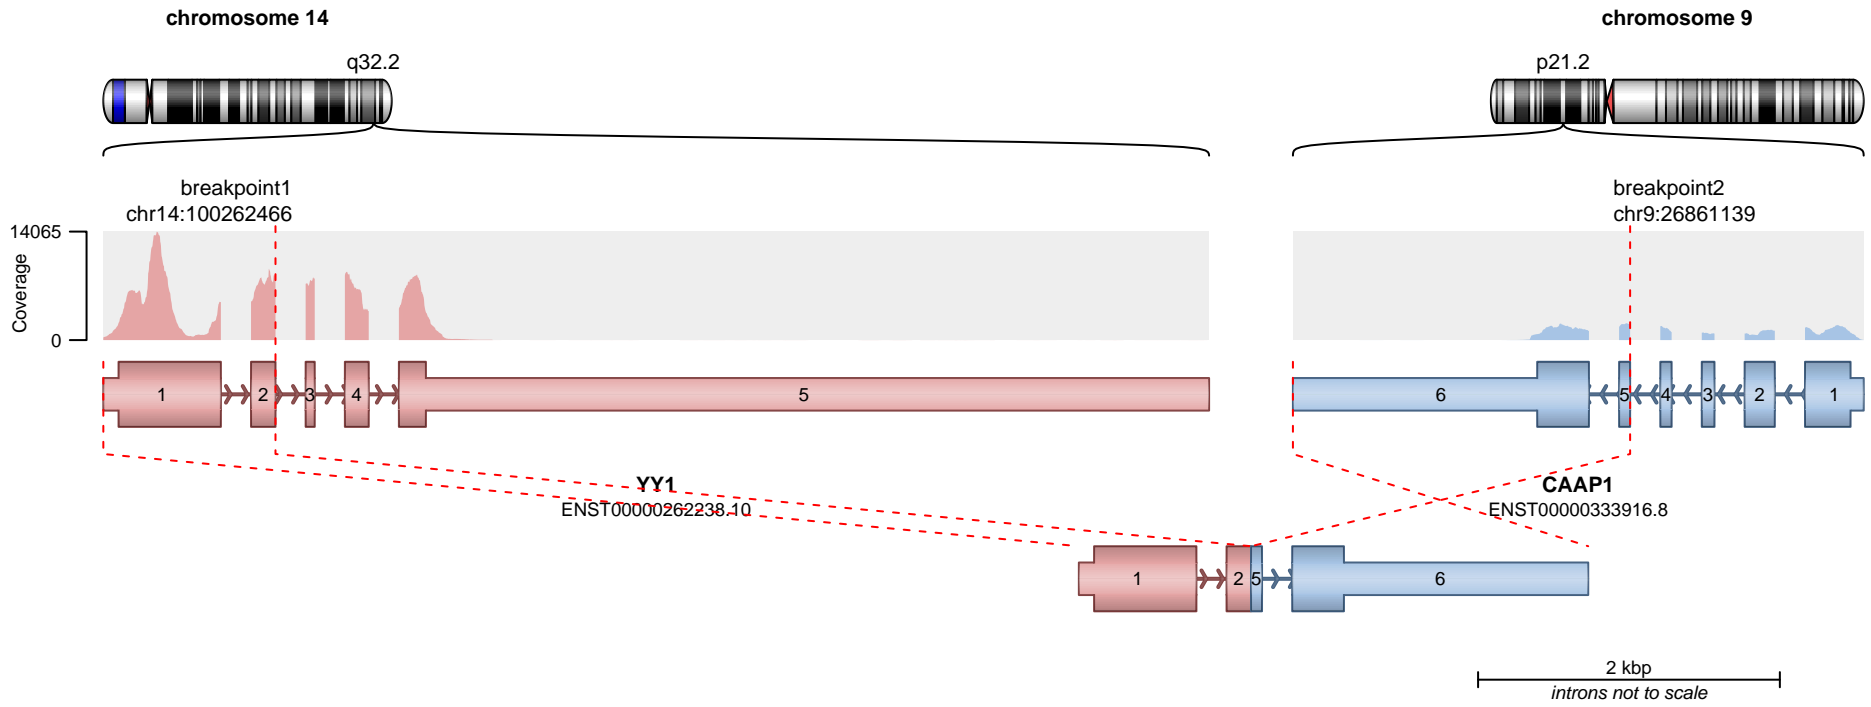 chromosome 14
chromosome 9
q32.2
p21.2
breakpoint1
chr14:100262466
breakpoint2
chr9:26861139
14065
Coverage
0
1 2 3 4 5
6 5 4 3 2 1
YY1
ENST00000262238.10
CAAP1
ENST00000333916.8
1 2 5 6
2 kbp
introns not to scale